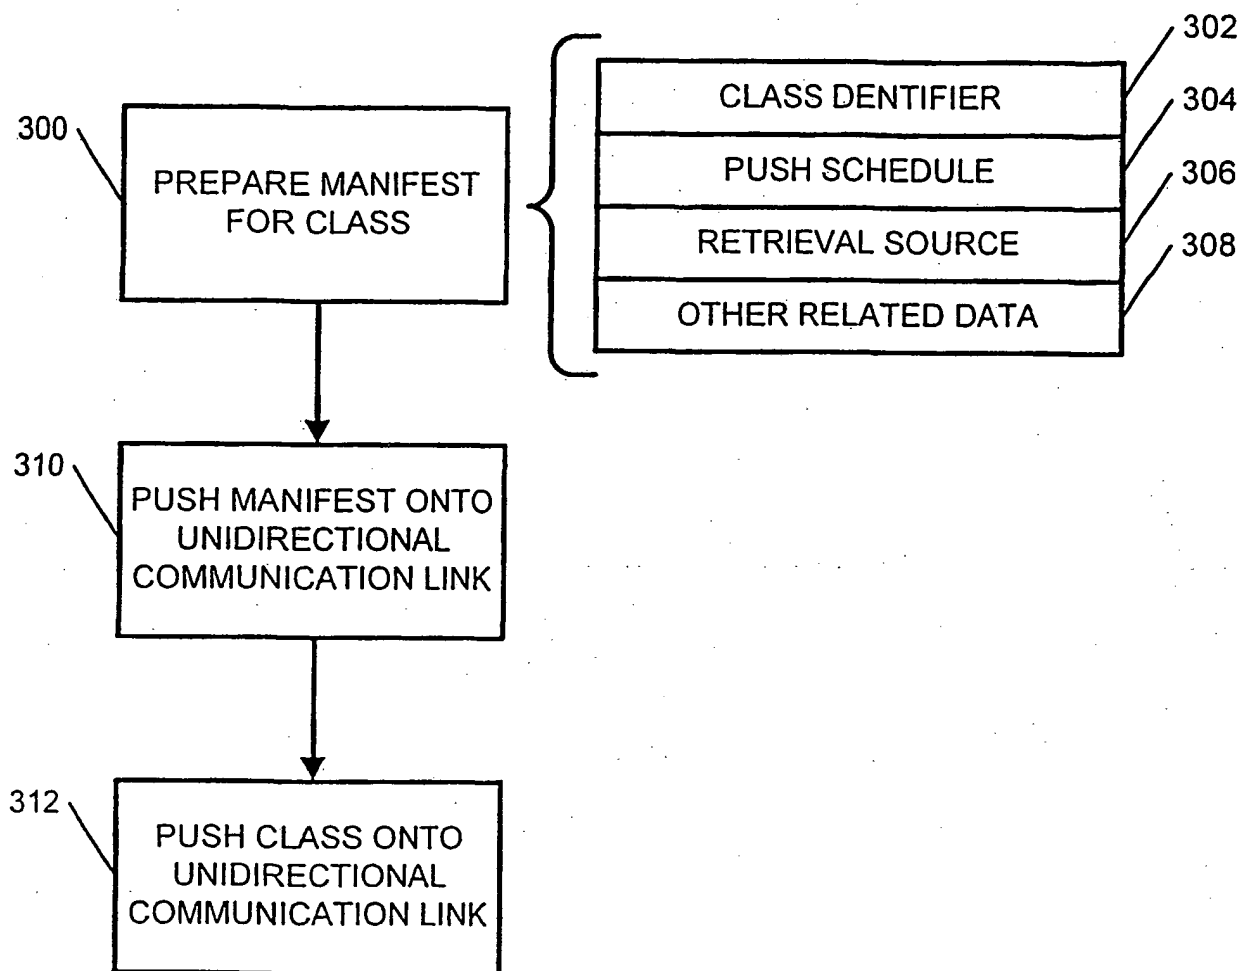 302
CLASS DENTIFIER
304
300
PREPARE MANIFEST
FOR CLASS
PUSH SCHEDULE
306
RETRIEVAL SOURCE
308
OTHER RELATED DATA
310
PUSH MANIFEST ONTO
UNIDIRECTIONAL
COMMUNICATION LINK
312
PUSH CLASS ONTO
UNIDIRECTIONAL
COMMUNICATION LINK